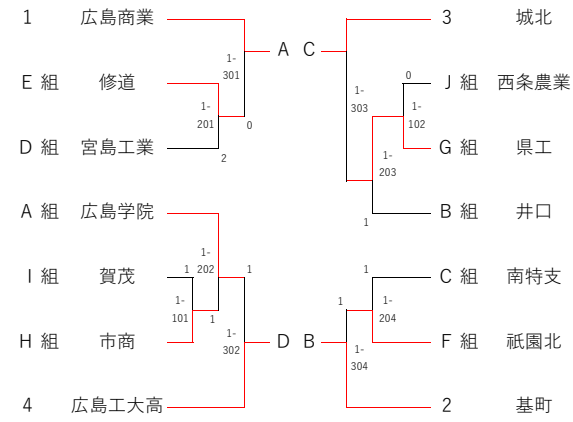 1 広島商業
E 組 修道
D 組 宮島工業
A 組 広島学院
I 組 賀茂
H 組 市商
4 広島工大高
1-301
1-201
0
2
1-202
1
1
1-101
1
1-302
A C
D B
3 城北
J 組 西条農業
G 組 県工
B 組 井口
C 組 南特支
F 組 祇園北
2 基町
0
1-303
1-102
1-203
1
1
1
1-204
1-304